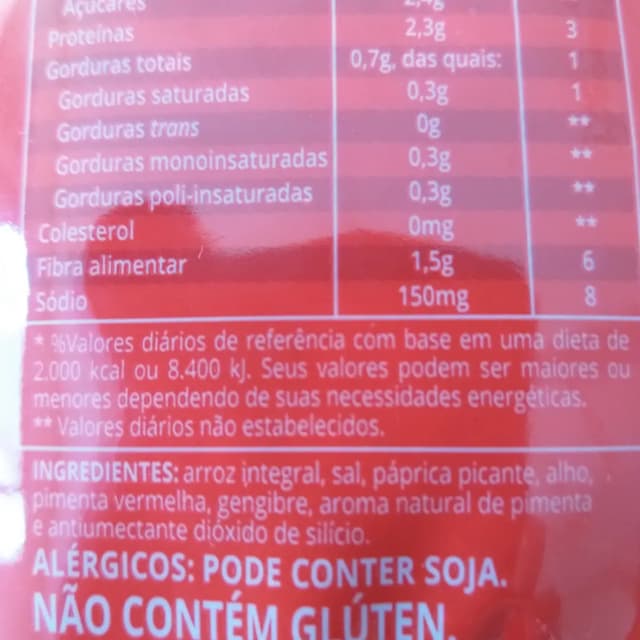 Açúcares 2,4g
Proteínas 2,3g 3
Gorduras totais 0,7g, das quais: 1
Gorduras saturadas 0,3g 1
Gorduras trans 0g **
Gorduras monoinsaturadas 0,3g **
Gorduras poli-insaturadas 0,3g **
Colesterol 0mg **
Fibra alimentar 1,5g 6
Sódio 150mg 8
* %Valores diários de referência com base em uma dieta de
2.000 kcal ou 8.400 kJ. Seus valores podem ser maiores ou
menores dependendo de suas necessidades energéticas.
** Valores diários não estabelecidos.
INGREDIENTES: arroz integral, sal, páprica picante, alho,
pimenta vermelha, gengibre, aroma natural de pimenta
e antiumectante dióxido de silício.
ALÉRGICOS: PODE CONTER SOJA.
NÃO CONTÉM GLÚTEN.